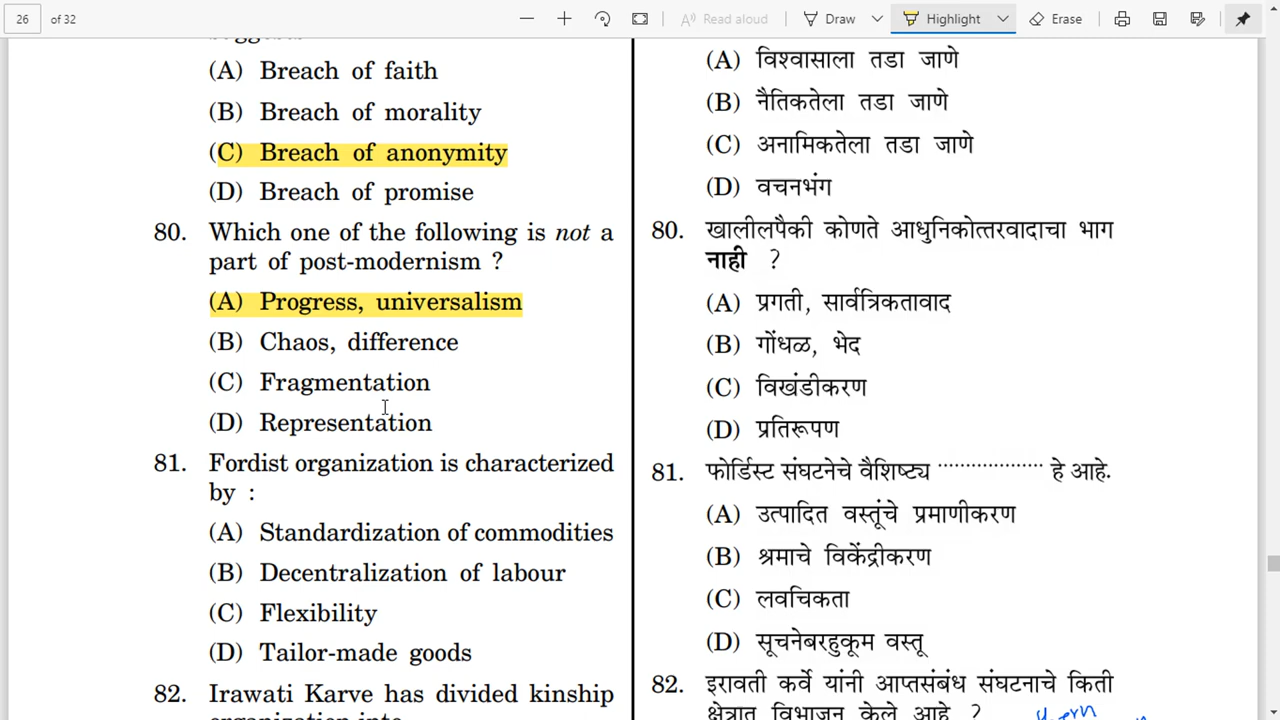 26 of 32
Read aloud
Draw
Highlight
Erase
(A) Breach of faith
(B) Breach of morality
(C) Breach of anonymity
(D) Breach of promise
80. Which one of the following is not a
part of post-modernism ?
(A) Progress, universalism
(B) Chaos, difference
(C) Fragmentation
(D) Representation
81. Fordist organization is characterized
by :
(A) Standardization of commodities
(B) Decentralization of labour
(C) Flexibility
(D) Tailor-made goods
82. Irawati Karve has divided kinship
organization into
(A) विश्वासाला तडा जाणे
(B) नैतिकतेला तडा जाणे
(C) अनामिकतेला तडा जाणे
(D) वचनभंग
80. खालीलपैकी कोणते आधुनिकोत्तरवादाचा भाग
नाही ?
(A) प्रगती, सार्वत्रिकतावाद
(B) गोंधळ, भेद
(C) विखंडीकरण
(D) प्रतिरूपण
81. फोर्डिस्ट संघटनेचे वैशिष्ट्य ................... हे आहे.
(A) उत्पादित वस्तूंचे प्रमाणीकरण
(B) श्रमाचे विकेंद्रीकरण
(C) लवचिकता
(D) सूचनेबरहुकूम वस्तू
82. इरावती कर्वे यांनी आप्तसंबंध संघटनाचे किती
क्षेत्रात विभाजन केले आहे ?